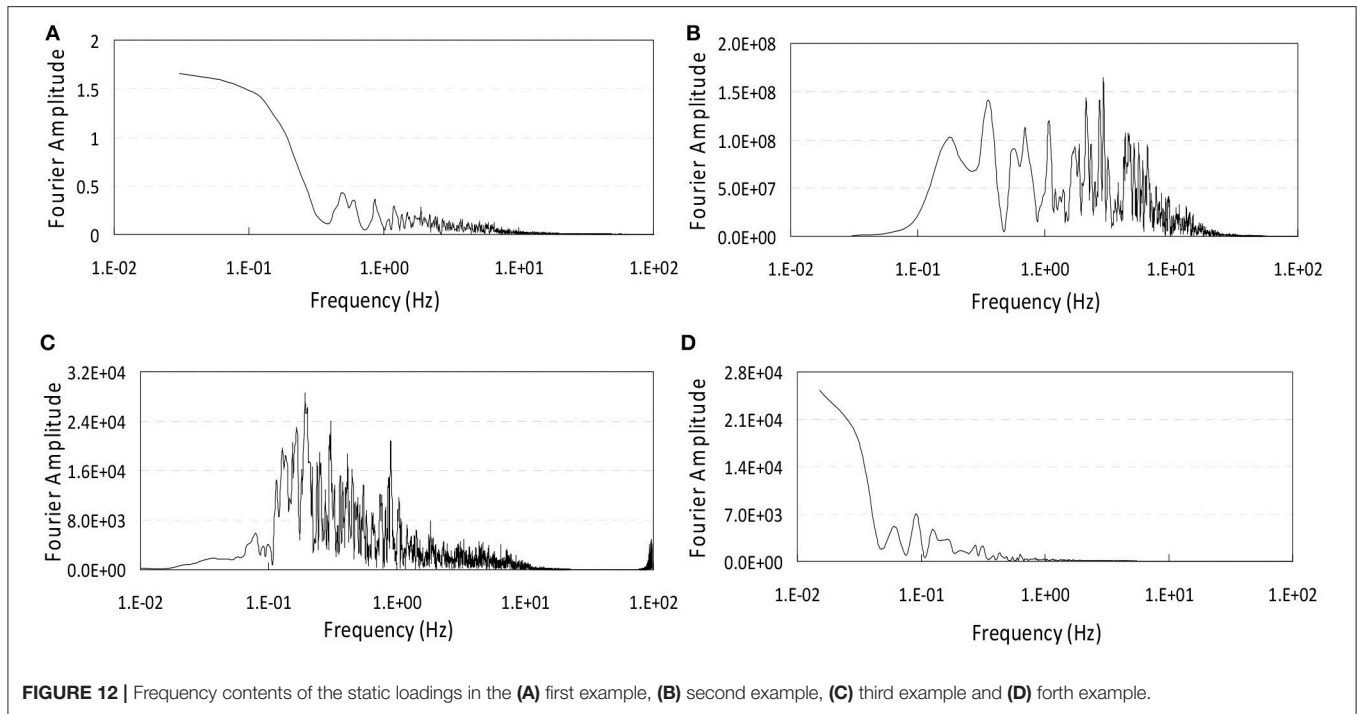 A
2
1.5
1
0.5
0
Fourier Amplitude
1.E-02 1.E-01 1.E+00 1.E+01 1.E+02
Frequency (Hz)
B
2.0E+08
1.5E+08
1.0E+08
5.0E+07
0.0E+00
Fourier Amplitude
1.E-02 1.E-01 1.E+00 1.E+01 1.E+02
Frequency (Hz)
C
3.2E+04
2.4E+04
1.6E+04
8.0E+03
0.0E+00
Fourier Amplitude
1.E-02 1.E-01 1.E+00 1.E+01 1.E+02
Frequency (Hz)
D
2.8E+04
2.1E+04
1.4E+04
7.0E+03
0.0E+00
Fourier Amplitude
1.E-02 1.E-01 1.E+00 1.E+01 1.E+02
Frequency (Hz)
FIGURE 12 | Frequency contents of the static loadings in the (A) first example, (B) second example, (C) third example and (D) forth example.